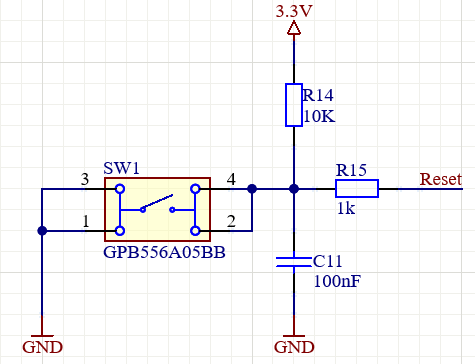 3.3V
R14
10K
R15
Reset
1k
SW1
3
4
1
2
GPB556A05BB
C11
100nF
GND
GND